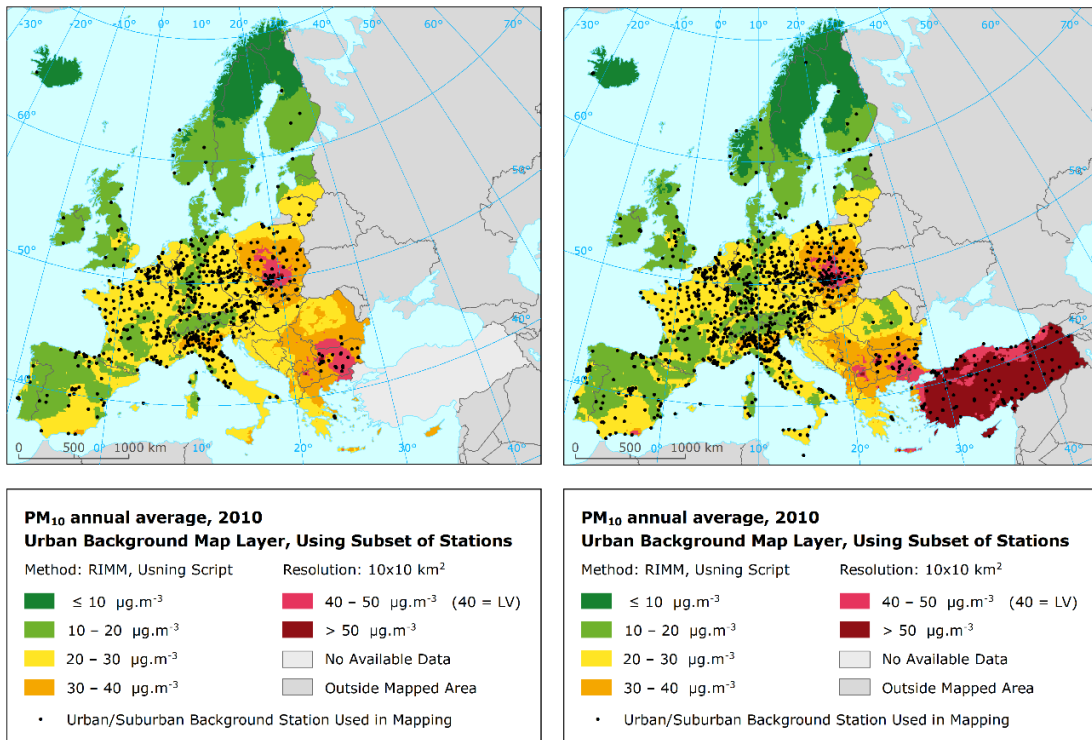 -30° -20° -10° 0° 10° 20° 30° 40° 50° 60° 70°
60°
60°
50°
50°
40°
40°
0 500 0° 1000 km 10° 20° 30° 40°
PM₁₀ annual average, 2010
Urban Background Map Layer, Using Subset of Stations
Method: RIMM, Usning Script Resolution: 10x10 km²
≤ 10 µg.m⁻³ 40 – 50 µg.m⁻³ (40 = LV)
10 – 20 µg.m⁻³ > 50 µg.m⁻³
20 – 30 µg.m⁻³ No Available Data
30 – 40 µg.m⁻³ Outside Mapped Area
• Urban/Suburban Background Station Used in Mapping
-30° -20° -10° 0° 10° 20° 30° 40° 50° 60° 70°
60°
60°
50°
50°
40°
40°
0 500 0° 1000 km 10° 20° 30° 40°
PM₁₀ annual average, 2010
Urban Background Map Layer, Using Subset of Stations
Method: RIMM, Usning Script Resolution: 10x10 km²
≤ 10 µg.m⁻³ 40 – 50 µg.m⁻³ (40 = LV)
10 – 20 µg.m⁻³ > 50 µg.m⁻³
20 – 30 µg.m⁻³ No Available Data
30 – 40 µg.m⁻³ Outside Mapped Area
• Urban/Suburban Background Station Used in Mapping